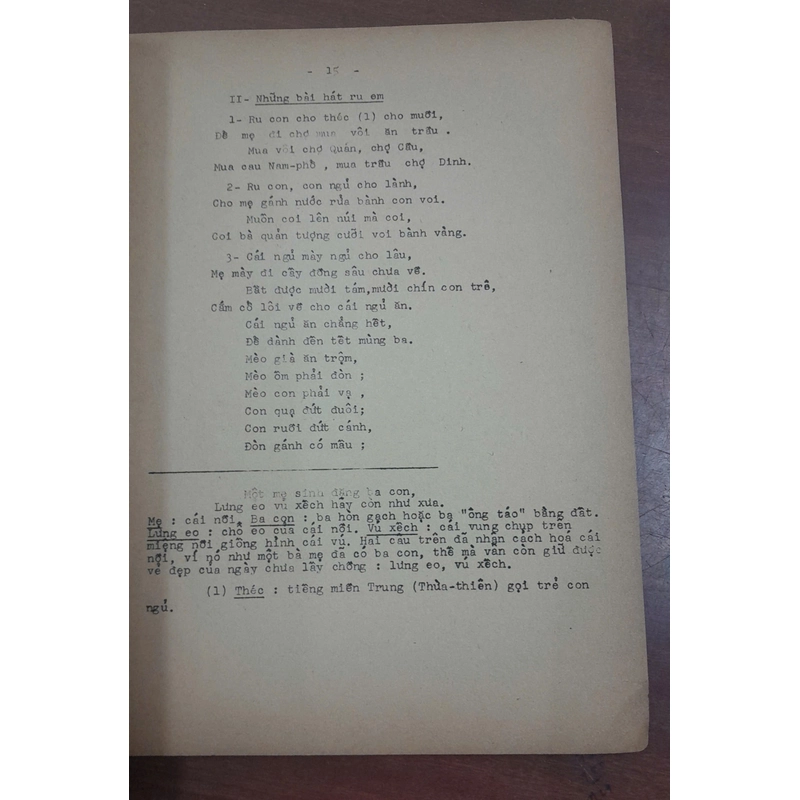 - 15 -
II- Những bài hát ru em
1- Ru con cho théc (1) cho muồi,
Để mẹ đi chợ mua vôi ăn trầu .
Mua vôi chợ Quán, chợ Cầu,
Mua cau Nam-phổ , mua trầu chợ Dinh.
2- Ru con, con ngủ cho lành,
Cho mẹ gánh nước rửa bành con voi.
Muốn coi lên núi mà coi,
Coi bà quản tượng cưỡi voi bành vàng.
3- Cái ngủ mày ngủ cho lâu,
Mẹ mày đi cấy đồng sâu chưa về.
Bắt được mười tám,mười chín con trê,
Cầm cổ lôi về cho cái ngủ ăn.
Cái ngủ ăn chẳng hết,
Để dành đến tết mùng ba.
Mèo già ăn trộm,
Mèo ốm phải đòn ;
Mèo con phải vạ ,
Con quạ đứt đuôi;
Con ruồi đứt cánh,
Đòn gánh có mấu ;
Một mẹ sinh đặng ba con,
Lưng eo vú xếch hãy còn như xưa.
Mẹ : cái nồi. Ba con : ba hòn gạch hoặc ba "ông táo" bằng đất.
Lưng eo : chỗ eo của cái nồi. Vú xếch : cái vung chụp trên
miệng nồi giống hình cái vú. Hai câu trên đã nhân cách hoá cái
nồi, ví nó như một bà mẹ đã có ba con, thế mà vẫn còn giữ được
vẻ đẹp của ngày chưa lấy chồng : lưng eo, vú xếch.
(1) Théc : tiếng miền Trung (Thừa-thiên) gọi trẻ con
ngủ.